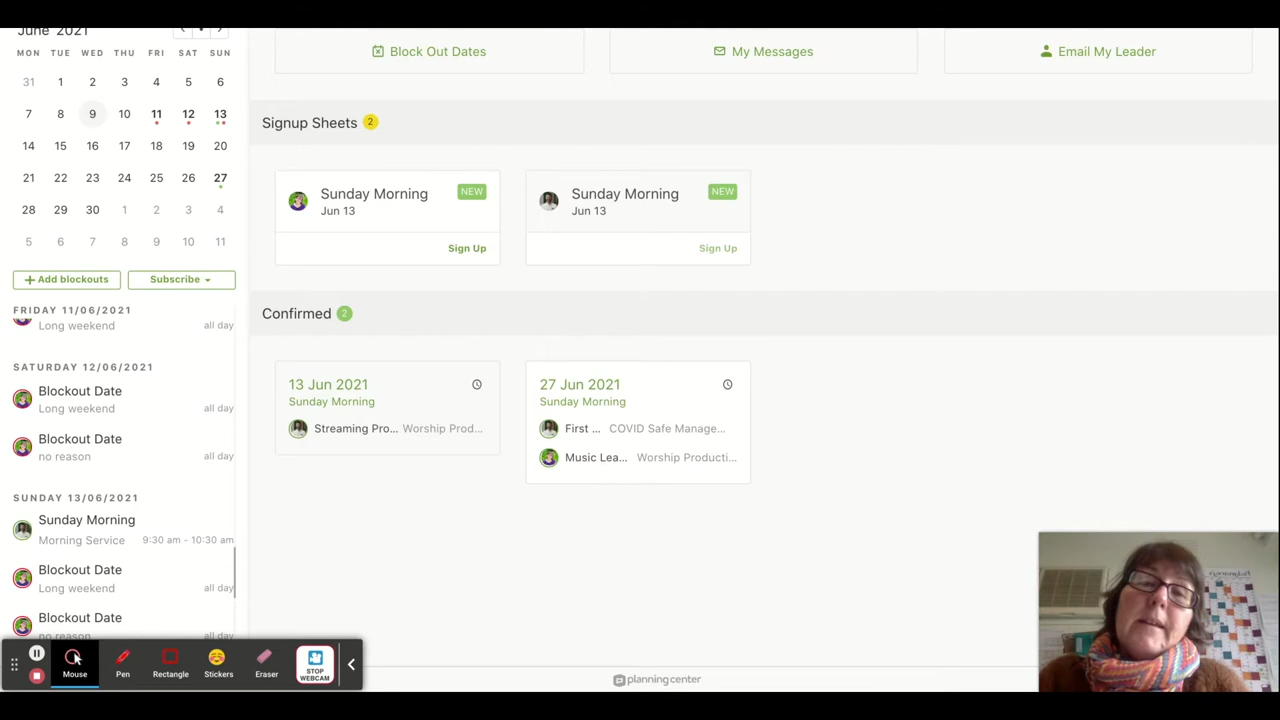 June 2021
MON TUE WED THU FRI SAT SUN
31 1 2 3 4 5 6
7 8 9 10 11 12 13
14 15 16 17 18 19 20
21 22 23 24 25 26 27
28 29 30 1 2 3 4
5 6 7 8 9 10 11
Add blockouts Subscribe
FRIDAY 11/06/2021
Long weekend all day
SATURDAY 12/06/2021
Blockout Date
Long weekend all day
Blockout Date
no reason all day
SUNDAY 13/06/2021
Sunday Morning
Morning Service 9:30 am - 10:30 am
Blockout Date
Long weekend all day
Blockout Date
no reason all day
Mouse Pen Rectangle Stickers Eraser STOP WEBCAM
Block Out Dates My Messages Email My Leader
Signup Sheets 2
Sunday Morning NEW
Jun 13
Sign Up
Sunday Morning NEW
Jun 13
Sign Up
Confirmed 2
13 Jun 2021
Sunday Morning
Streaming Pro... Worship Prod...
27 Jun 2021
Sunday Morning
First ... COVID Safe Manage...
Music Lea... Worship Producti...
planning center